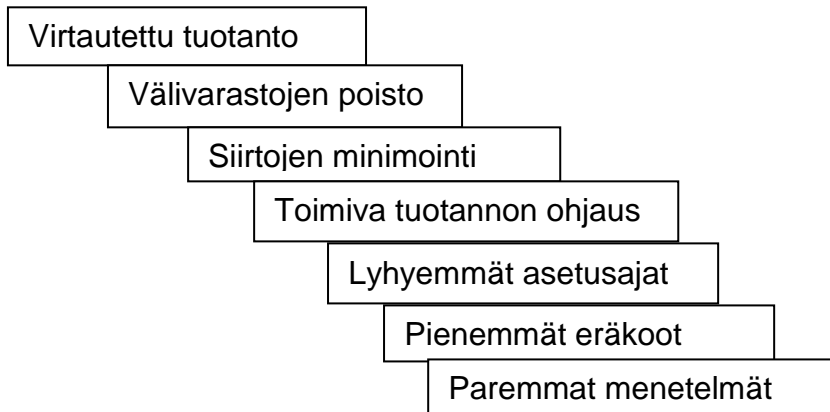 Virtautettu tuotanto
Välivarastojen poisto
Siirtojen minimointi
Toimiva tuotannon ohjaus
Lyhyemmät asetusajat
Pienemmät eräkoot
Paremmat menetelmät